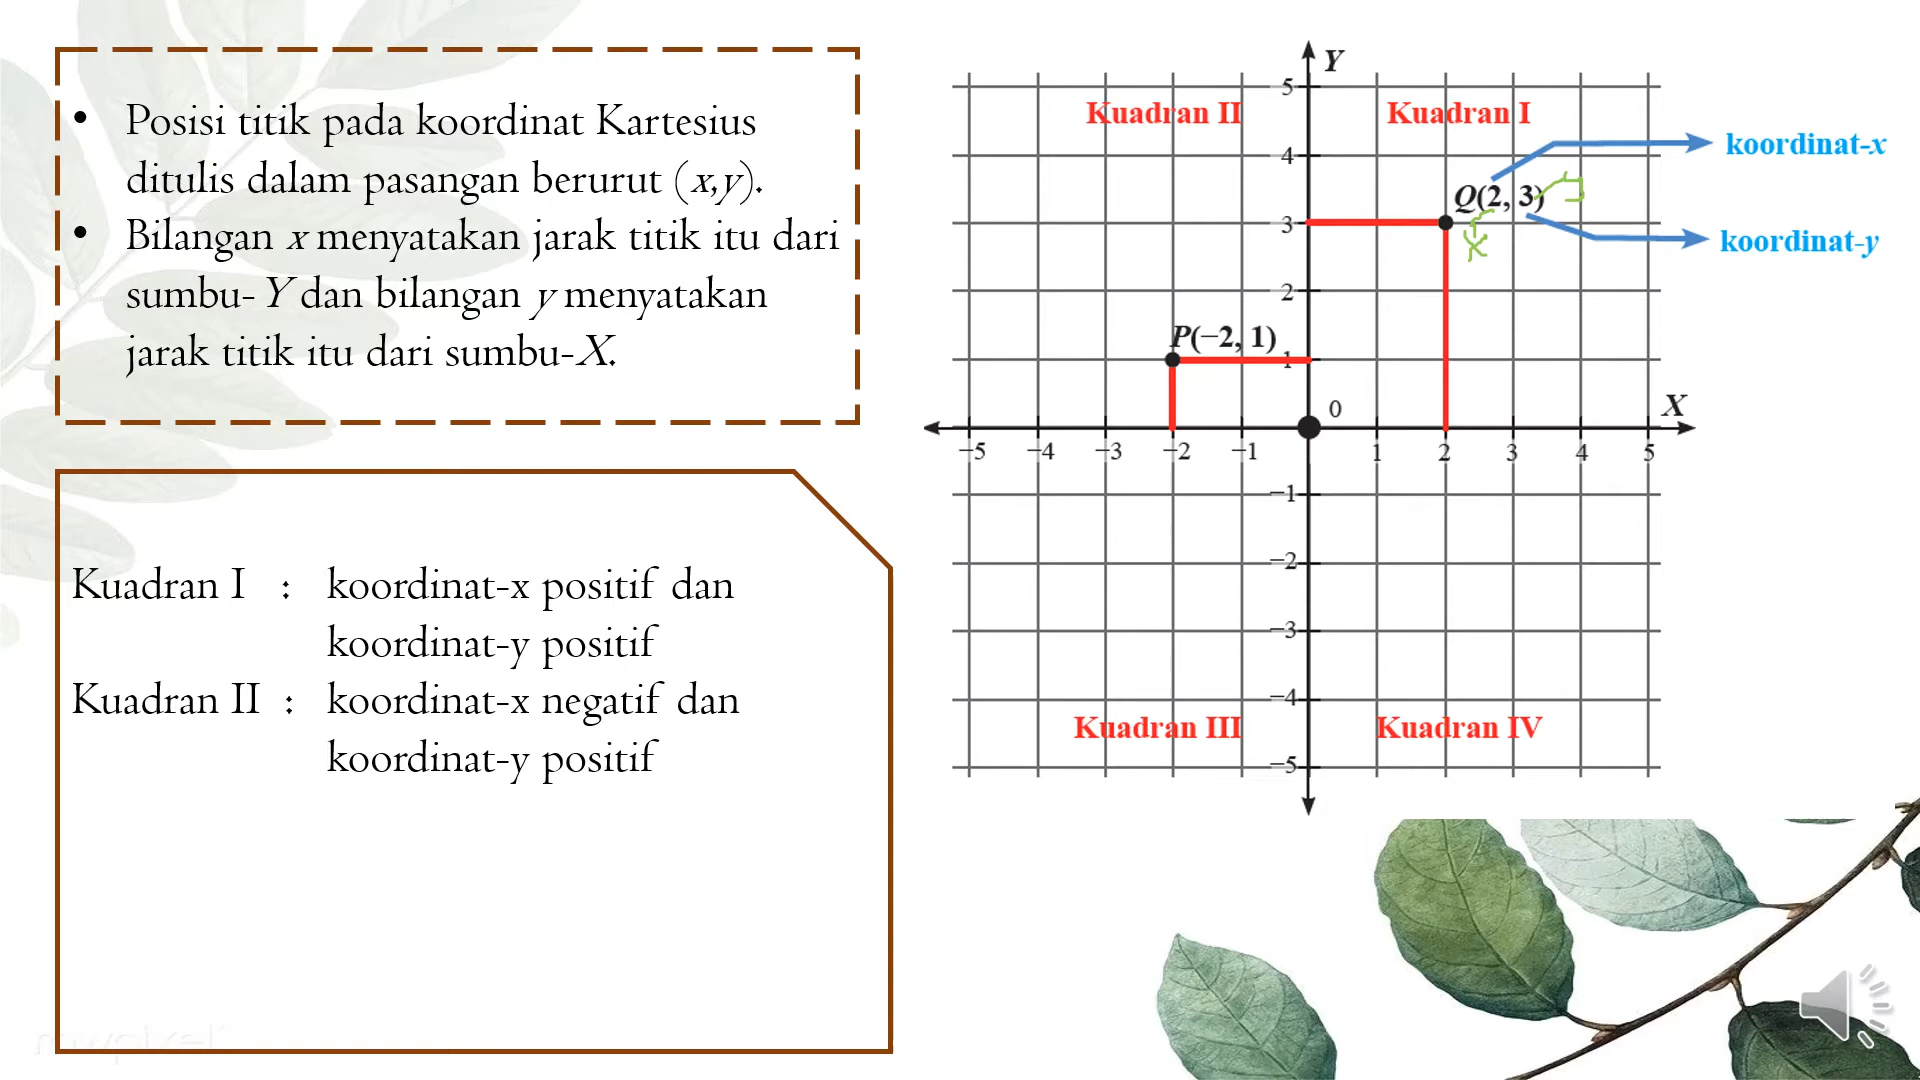 • Posisi titik pada koordinat Kartesius
ditulis dalam pasangan berurut (x,y).
• Bilangan x menyatakan jarak titik itu dari
sumbu-Y dan bilangan y menyatakan
jarak titik itu dari sumbu-X.
Kuadran I : koordinat-x positif dan
koordinat-y positif
Kuadran II : koordinat-x negatif dan
koordinat-y positif
Y
5
Kuadran II
Kuadran I
koordinat-x
4
Q(2, 3)
3
x
koordinat-y
2
P(−2, 1)
1
0
X
−5 −4 −3 −2 −1 1 2 3 4 5
−1
−2
−3
−4
Kuadran III
Kuadran IV
−5